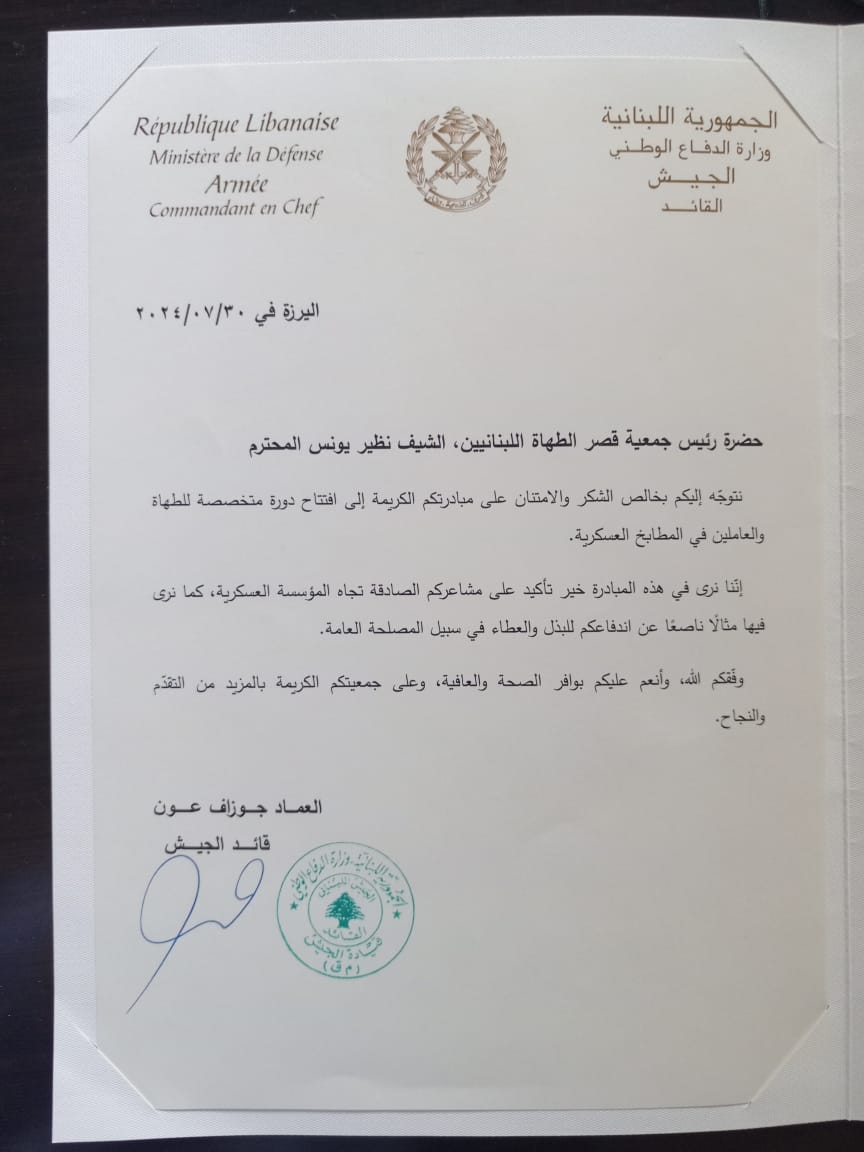 République Libanaise
Ministère de la Défense
Armée
Commandant en Chef
الجمهورية اللبنانية
وزارة الدفاع الوطني
الجيش
القائد
اليرزة في ٢٠٢٤/٠٧/٣٠
حضرة رئيس جمعية قصر الطهاة اللبنانيين، الشيف نظير يونس المحترم
نتوجّه إليكم بخالص الشكر والامتنان على مبادرتكم الكريمة إلى افتتاح دورة متخصصة للطهاة
والعاملين في المطابخ العسكرية.
إنّنا نرى في هذه المبادرة خير تأكيد على مشاعركم الصادقة تجاه المؤسسة العسكرية، كما نرى
فيها مثالًا ناصعًا عن اندفاعكم للبذل والعطاء في سبيل المصلحة العامة.
وفّقكم الله، وأنعم عليكم بوافر الصحة والعافية، وعلى جمعيتكم الكريمة بالمزيد من التقدّم
والنجاح.
العماد جوزاف عون
قائد الجيش
الجمهورية اللبنانية - وزارة الدفاع الوطني
الجيش اللبناني
القائد
قيادة الجيش
(م ق)